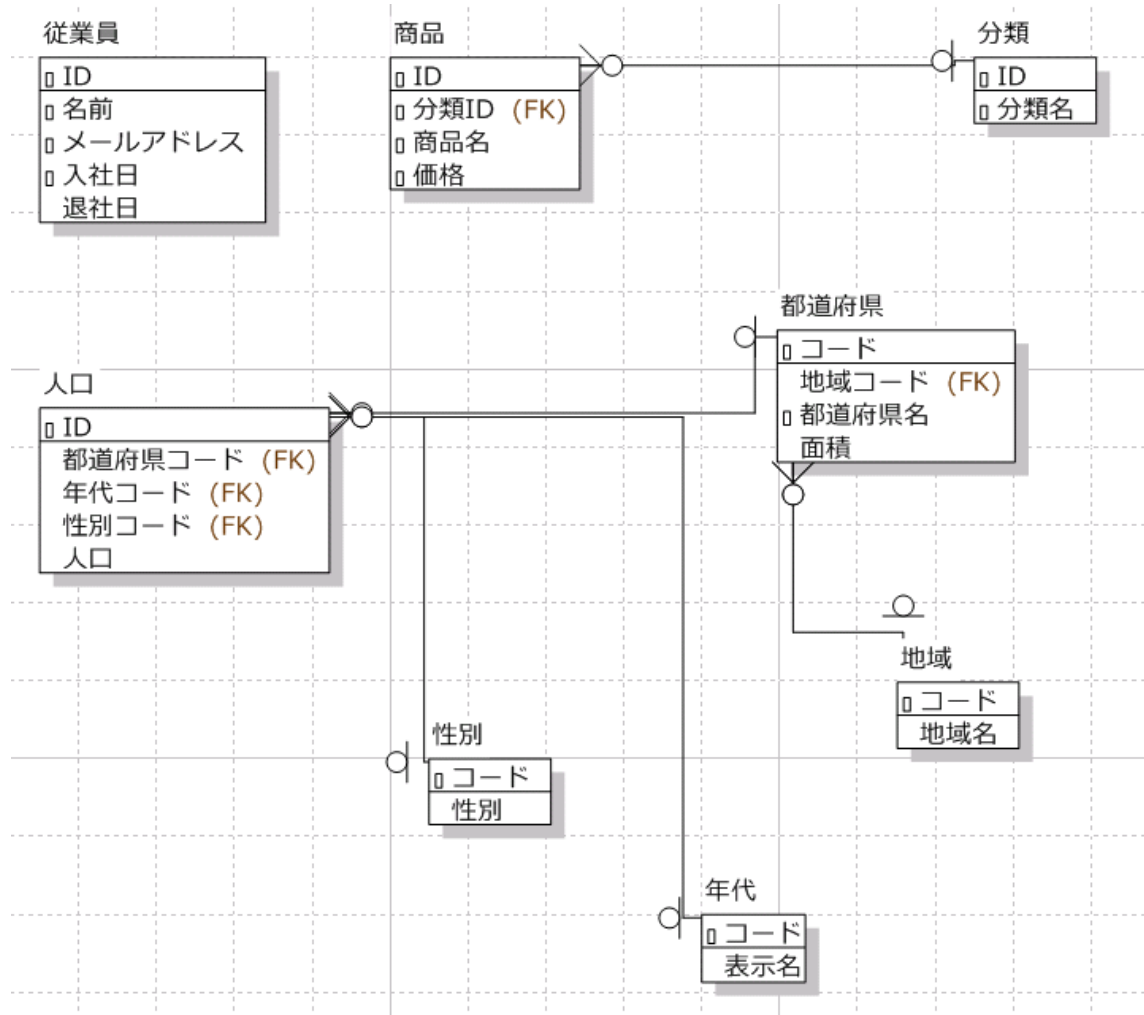 従業員
ID
名前
メールアドレス
入社日
退社日
商品
ID
分類ID (FK)
商品名
価格
分類
ID
分類名
都道府県
コード
地域コード (FK)
都道府県名
面積
人口
ID
都道府県コード (FK)
年代コード (FK)
性別コード (FK)
人口
地域
コード
地域名
性別
コード
性別
年代
コード
表示名